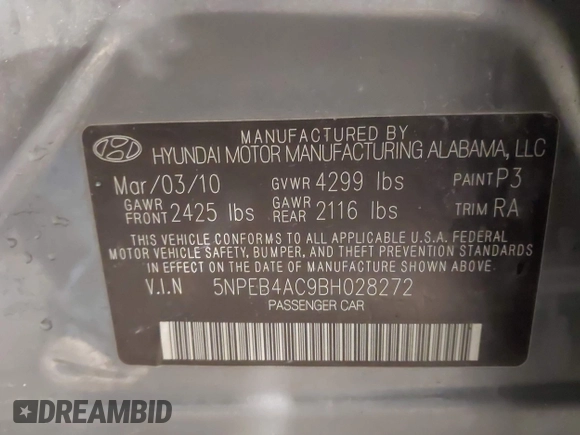 MANUFACTURED BY
HYUNDAI MOTOR MANUFACTURING ALABAMA, LLC
Mar/03/10 GVWR 4299 lbs PAINT P3
GAWR FRONT 2425 lbs GAWR REAR 2116 lbs TRIM RA
THIS VEHICLE CONFORMS TO ALL APPLICABLE U.S.A. FEDERAL
MOTOR VEHICLE SAFETY, BUMPER, AND THEFT PREVENTION STANDARDS
IN EFFECT ON THE DATE OF MANUFACTURE SHOWN ABOVE.
V.I.N 5NPEB4AC9BH028272
PASSENGER CAR
DREAMBID